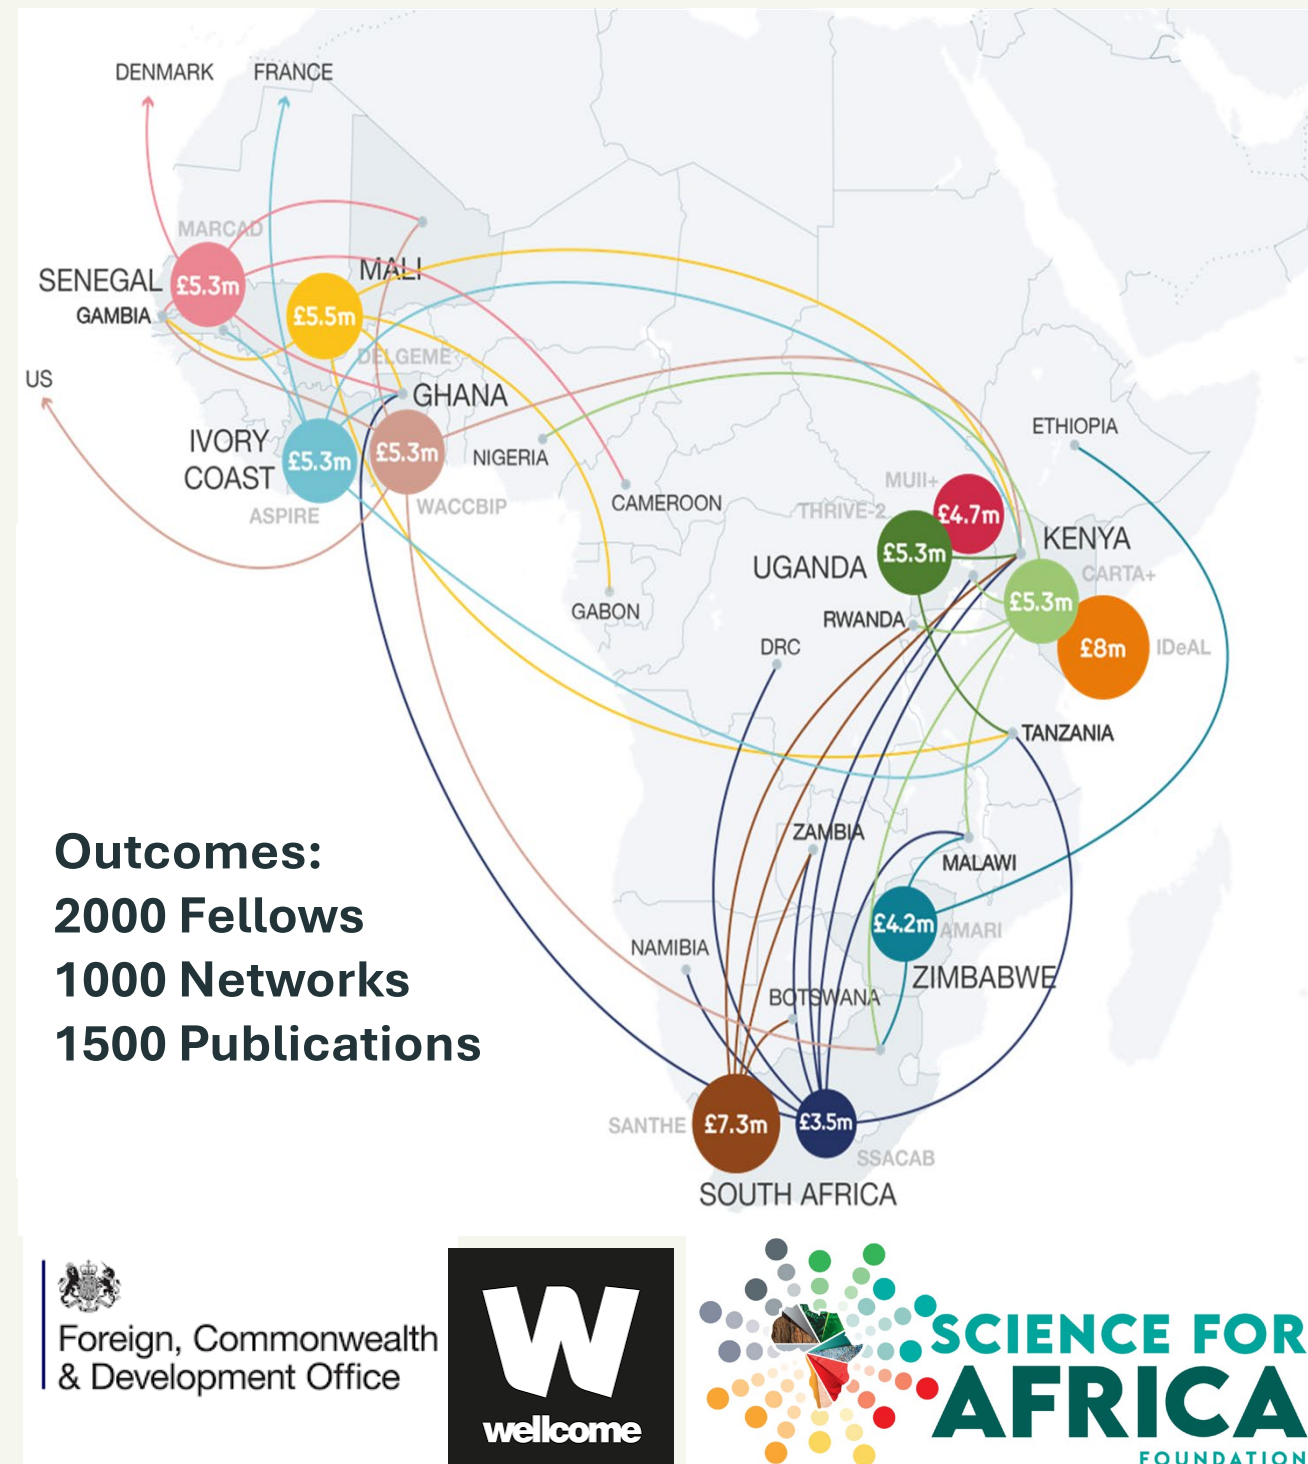 DENMARK
FRANCE
MARCAD
SENEGAL
£5.3m
MALI
GAMBIA
£5.5m
DELGEME
US
GHANA
IVORY
COAST
£5.3m
£5.3m
NIGERIA
ETHIOPIA
ASPIRE
WACCBIP
CAMEROON
MUII+
THRIVE-2
£4.7m
KENYA
UGANDA
£5.3m
CARTA+
GABON
RWANDA
£5.3m
DRC
£8m
IDeAL
TANZANIA
ZAMBIA
MALAWI
£4.2m
AMARI
NAMIBIA
ZIMBABWE
BOTSWANA
Outcomes:
2000 Fellows
1000 Networks
1500 Publications
SANTHE
£7.3m
£3.5m
SSACAB
SOUTH AFRICA
Foreign, Commonwealth
& Development Office
W
wellcome
SCIENCE FOR
AFRICA
FOUNDATION